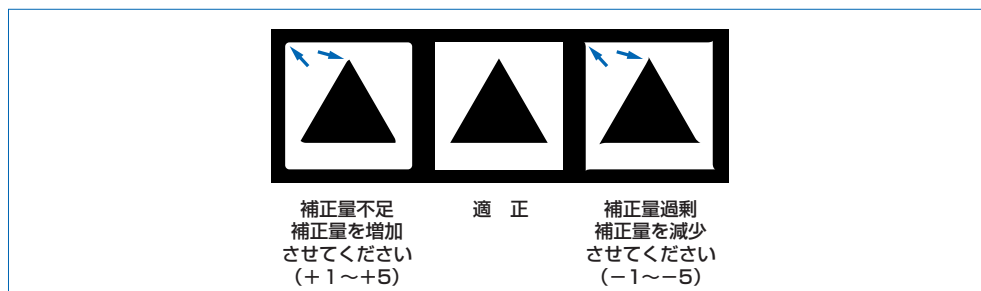 補正量不足
補正量を増加
させてください
（＋１～＋5）
適　正
補正量過剰
補正量を減少
させてください
（－1～－5）